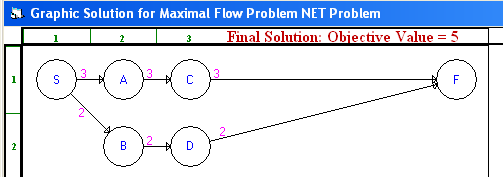 Graphic Solution for Maximal Flow Problem NET Problem
1 2 3 Final Solution: Objective Value = 5
1 S 3 A 3 C 3 F
2
2 B 2 D 2